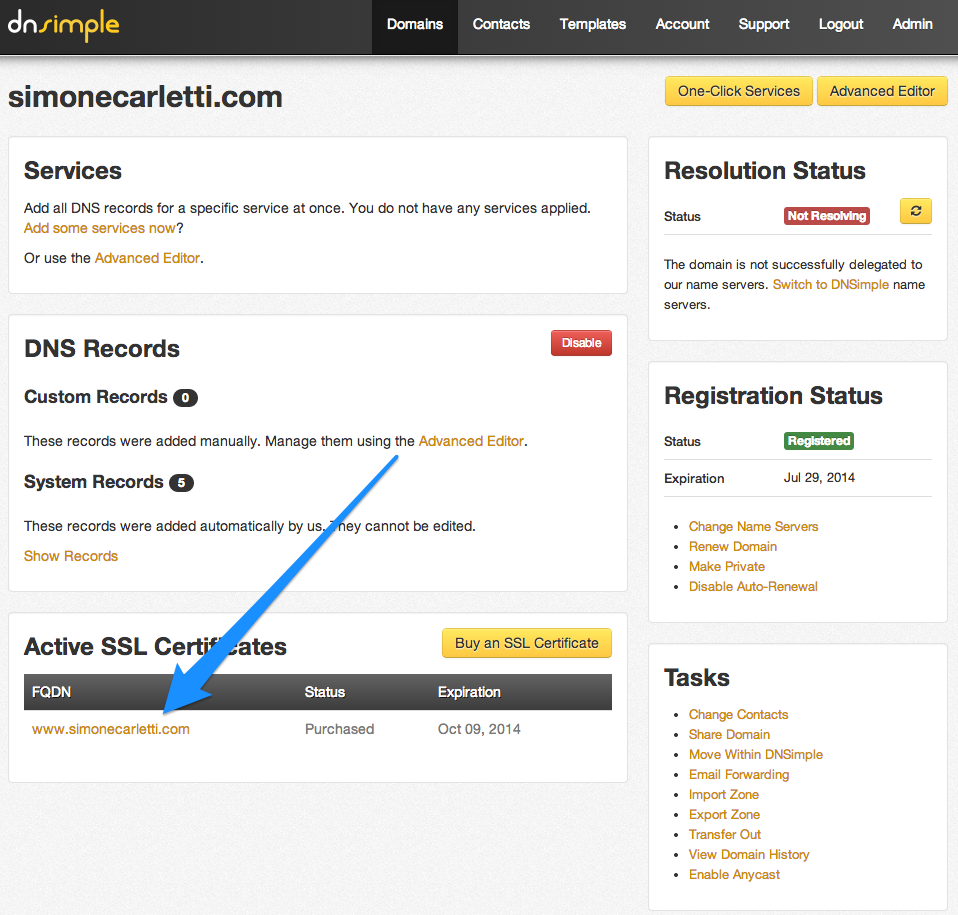 dnsimple
Domains
Contacts
Templates
Account
Support
Logout
Admin
simonecarletti.com
One-Click Services
Advanced Editor
Services
Add all DNS records for a specific service at once. You do not have any services applied.
Add some services now?
Or use the Advanced Editor.
DNS Records
Disable
Custom Records 0
These records were added manually. Manage them using the Advanced Editor.
System Records 5
These records were added automatically by us. They cannot be edited.
Show Records
Active SSL Certificates
Buy an SSL Certificate
FQDN Status Expiration
www.simonecarletti.com Purchased Oct 09, 2014
Resolution Status
Status Not Resolving
The domain is not successfully delegated to
our name servers. Switch to DNSimple name
servers.
Registration Status
Status Registered
Expiration Jul 29, 2014
Change Name Servers
Renew Domain
Make Private
Disable Auto-Renewal
Tasks
Change Contacts
Share Domain
Move Within DNSimple
Email Forwarding
Import Zone
Export Zone
Transfer Out
View Domain History
Enable Anycast